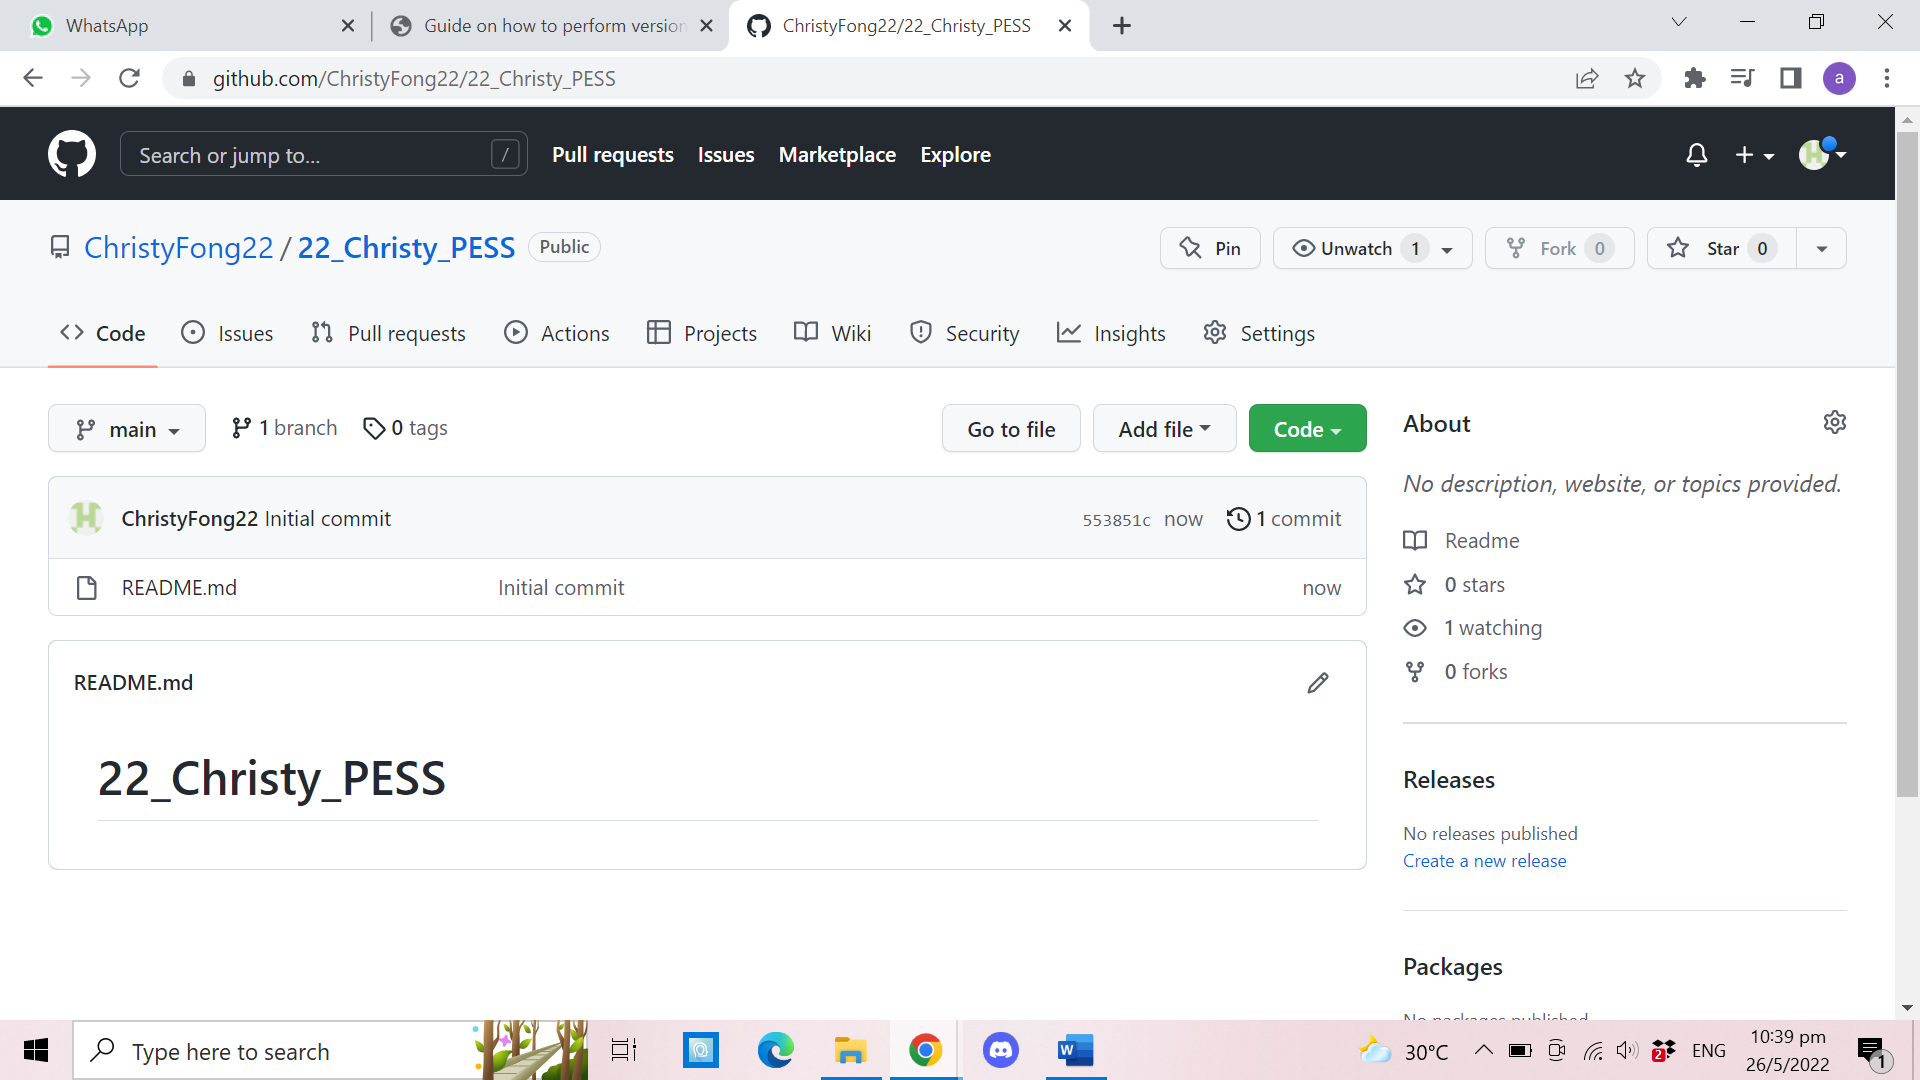 WhatsApp
Guide on how to perform version
ChristyFong22/22_Christy_PESS
github.com/ChristyFong22/22_Christy_PESS
a
Search or jump to...
/
Pull requests
Issues
Marketplace
Explore
ChristyFong22 / 22_Christy_PESS
Public
Pin
Unwatch 1
Fork 0
Star 0
Code
Issues
Pull requests
Actions
Projects
Wiki
Security
Insights
Settings
main
1 branch
0 tags
Go to file
Add file
Code
ChristyFong22 Initial commit
553851c now
1 commit
README.md
Initial commit
now
README.md
22_Christy_PESS
About
No description, website, or topics provided.
Readme
0 stars
1 watching
0 forks
Releases
No releases published
Create a new release
Packages
No packages published
Type here to search
W
30°C
2
ENG
10:39 pm
26/5/2022
1